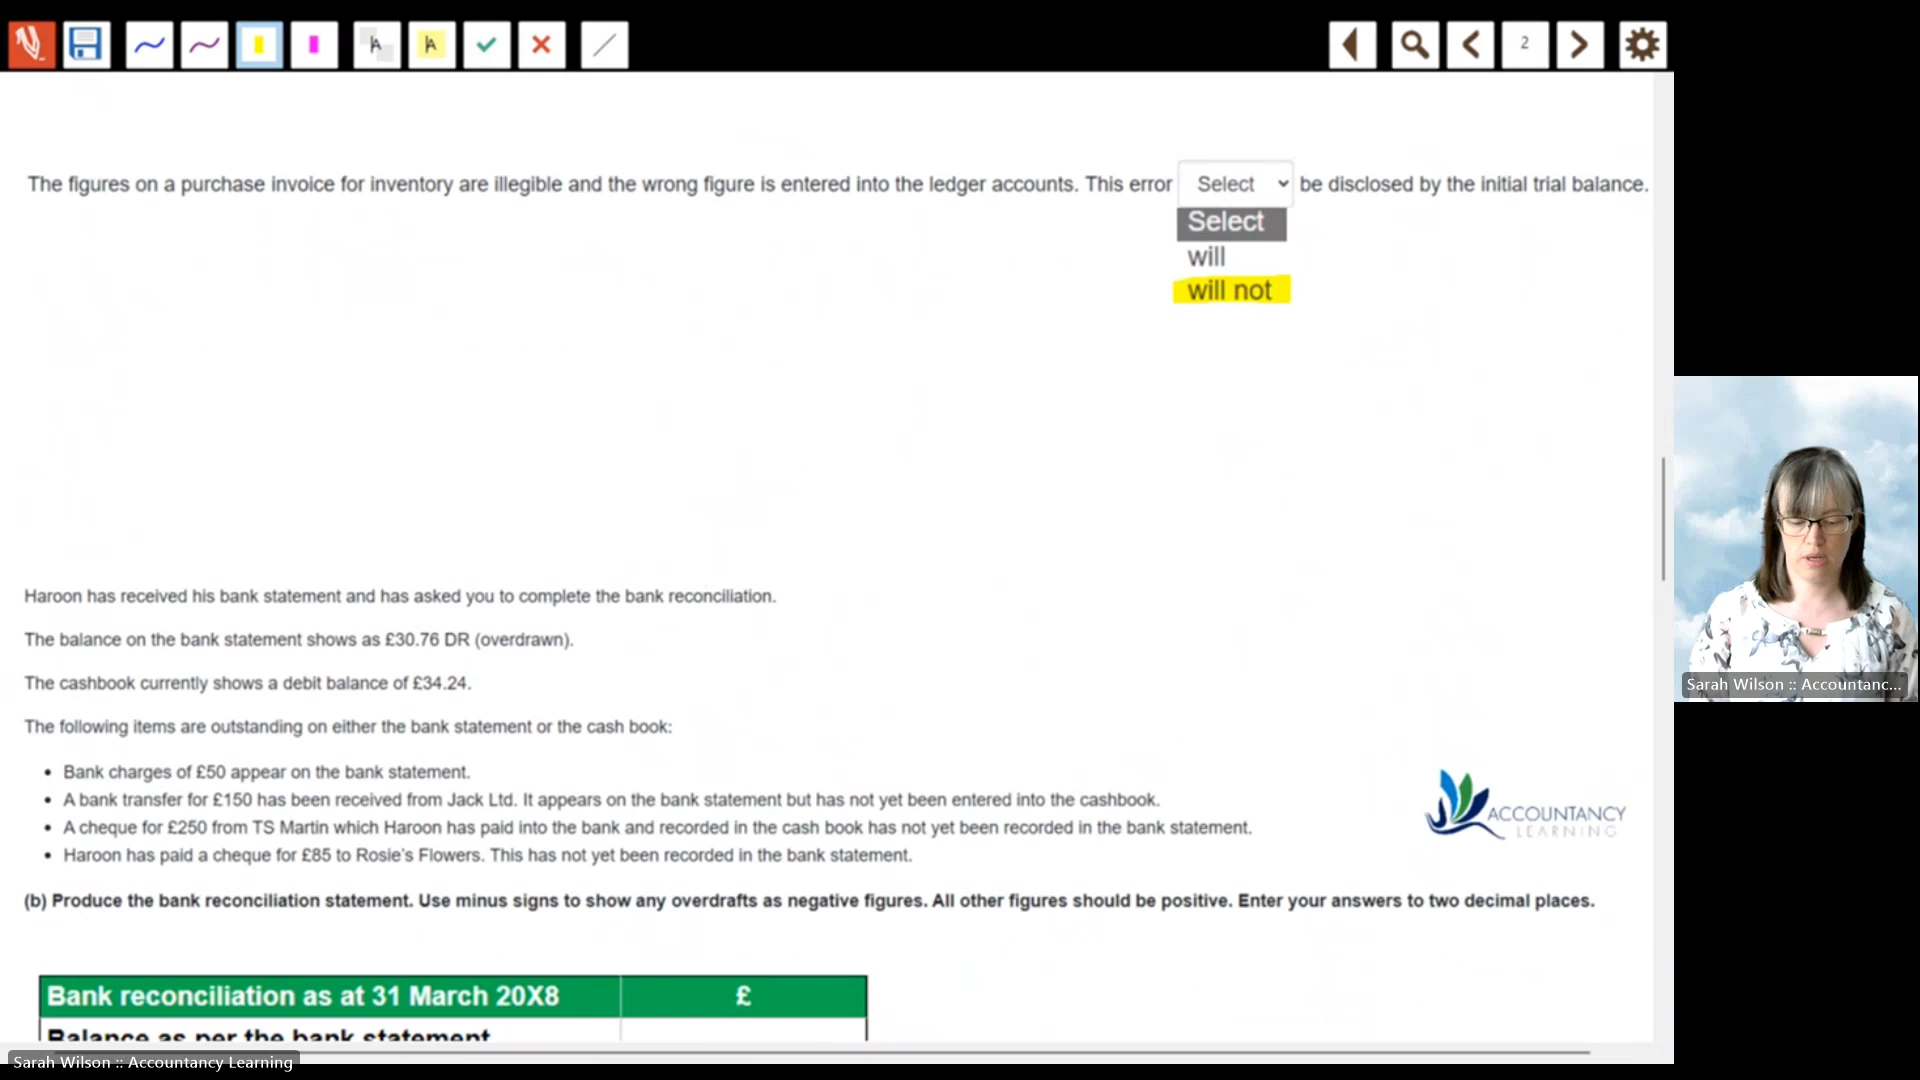 2
The figures on a purchase invoice for inventory are illegible and the wrong figure is entered into the ledger accounts. This error Select be disclosed by the initial trial balance.
Select
will
will not
Haroon has received his bank statement and has asked you to complete the bank reconciliation.
The balance on the bank statement shows as £30.76 DR (overdrawn).
The cashbook currently shows a debit balance of £34.24.
The following items are outstanding on either the bank statement or the cash book:
• Bank charges of £50 appear on the bank statement.
• A bank transfer for £150 has been received from Jack Ltd. It appears on the bank statement but has not yet been entered into the cashbook.
• A cheque for £250 from TS Martin which Haroon has paid into the bank and recorded in the cash book has not yet been recorded in the bank statement.
• Haroon has paid a cheque for £85 to Rosie's Flowers. This has not yet been recorded in the bank statement.
ACCOUNTANCY
LEARNING
(b) Produce the bank reconciliation statement. Use minus signs to show any overdrafts as negative figures. All other figures should be positive. Enter your answers to two decimal places.
Bank reconciliation as at 31 March 20X8 £
Balance as per the bank statement
Sarah Wilson :: Accountanc...
Sarah Wilson :: Accountancy Learning